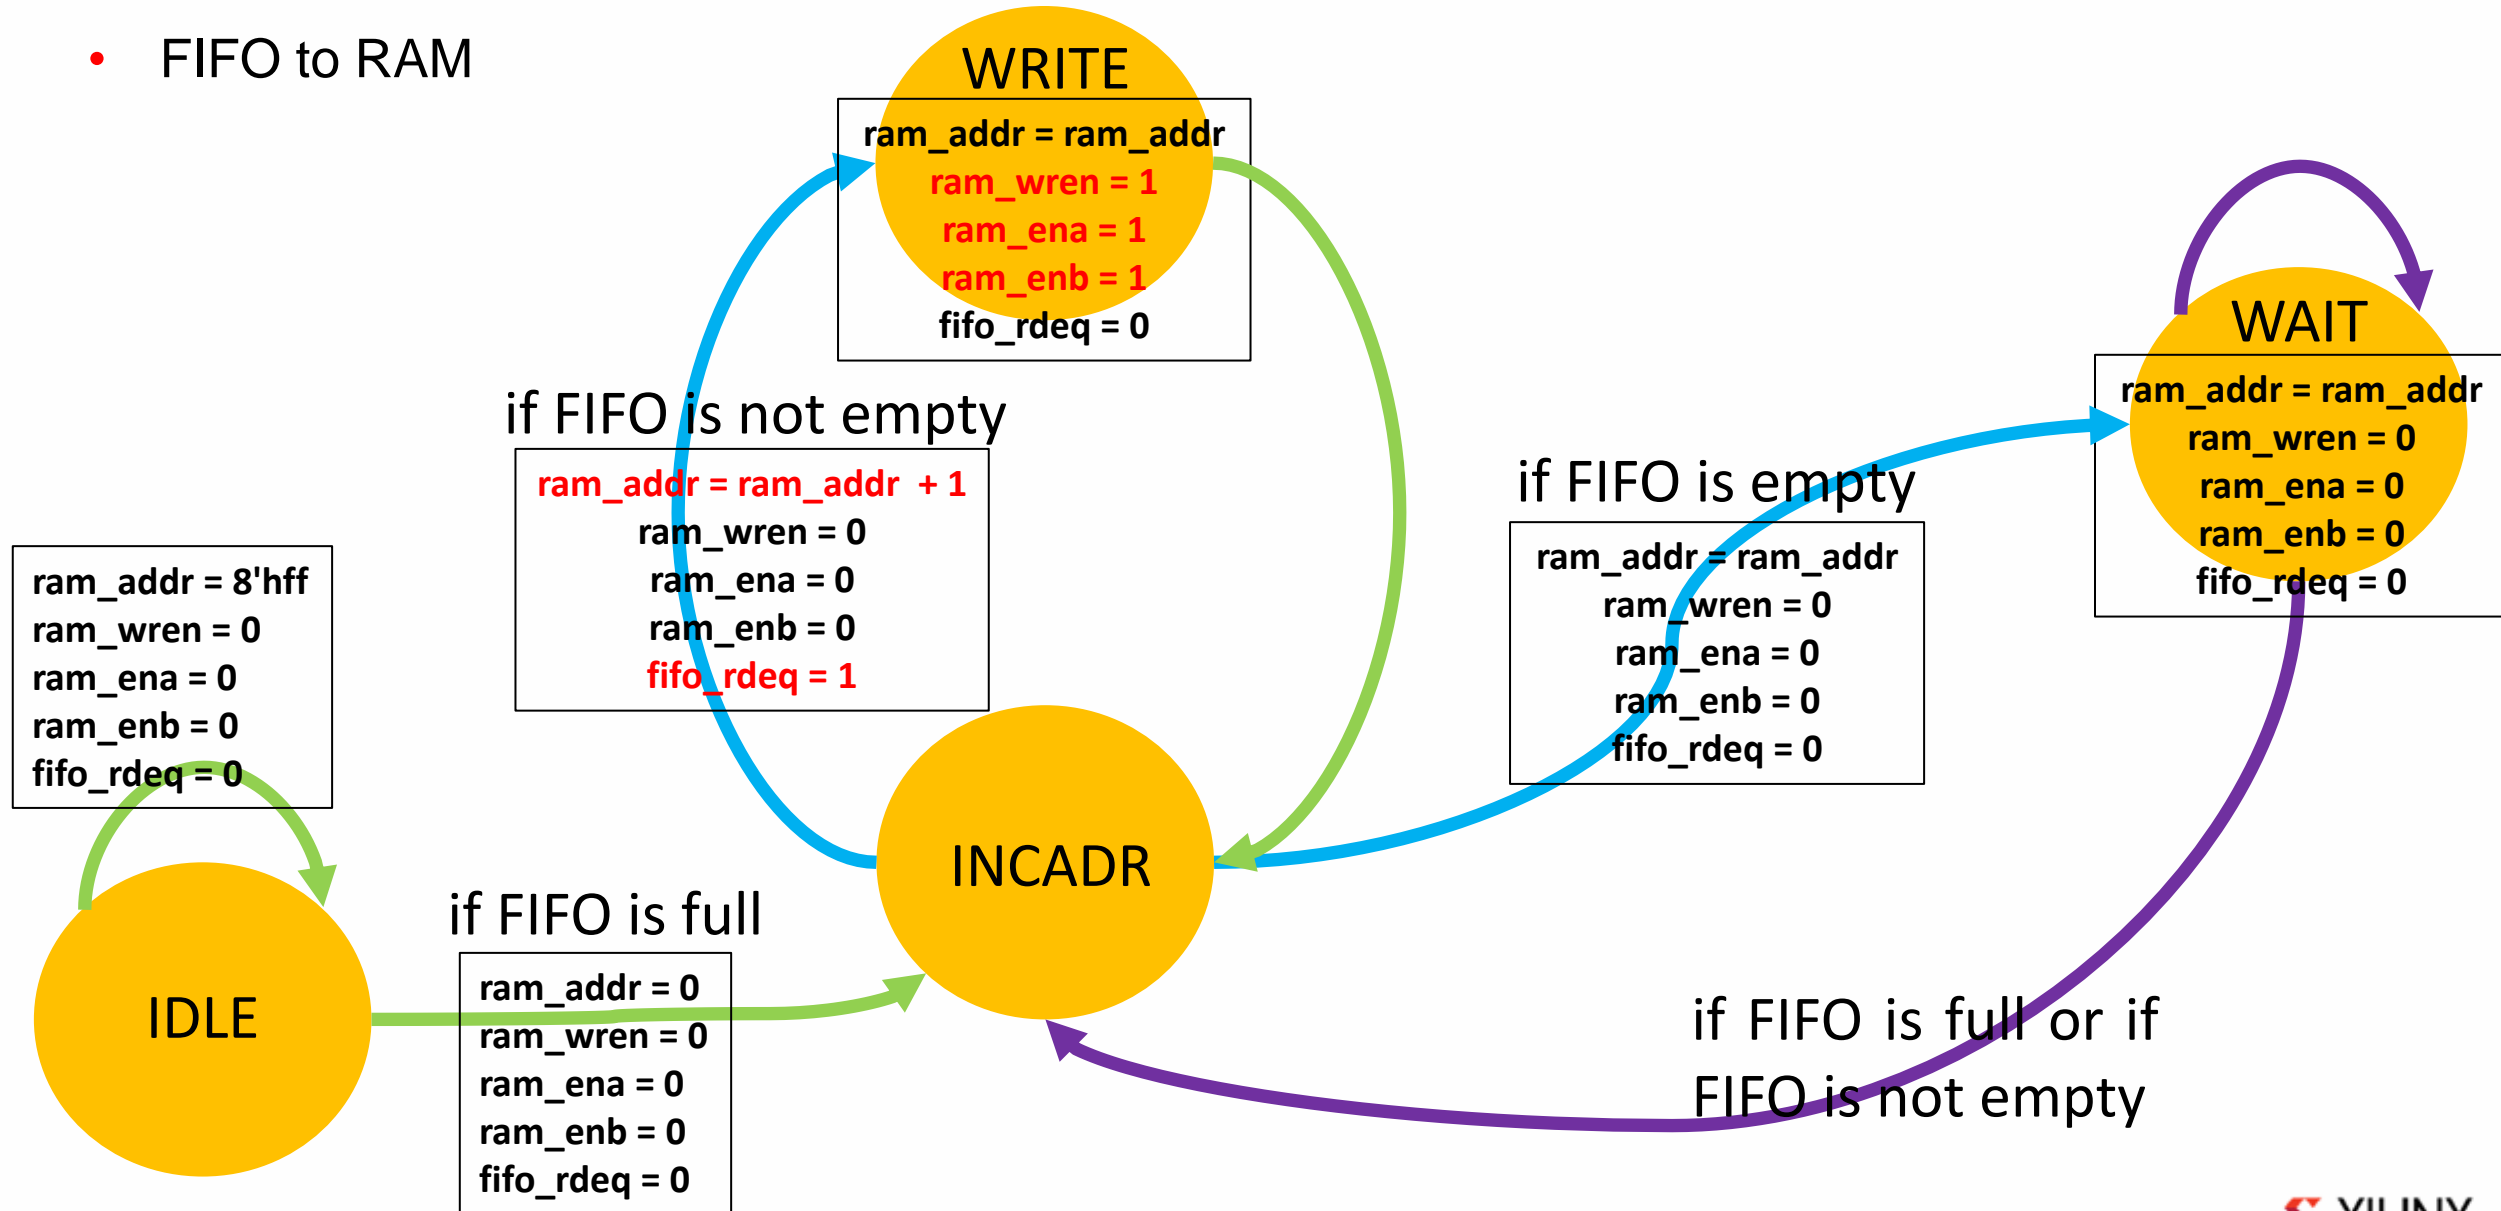 • FIFO to RAM
WRITE
ram_addr = ram_addr
ram_wren = 1
ram_ena = 1
ram_enb = 1
fifo_rdeq = 0
WAIT
ram_addr = ram_addr
ram_wren = 0
ram_ena = 0
ram_enb = 0
fifo_rdeq = 0
if FIFO is not empty
ram_addr = ram_addr + 1
ram_wren = 0
ram_ena = 0
ram_enb = 0
fifo_rdeq = 1
if FIFO is empty
ram_addr = ram_addr
ram_wren = 0
ram_ena = 0
ram_enb = 0
fifo_rdeq = 0
ram_addr = 8'hff
ram_wren = 0
ram_ena = 0
ram_enb = 0
fifo_rdeq = 0
INCADR
if FIFO is full
ram_addr = 0
ram_wren = 0
ram_ena = 0
ram_enb = 0
fifo_rdeq = 0
IDLE
if FIFO is full or if
FIFO is not empty
XILINX